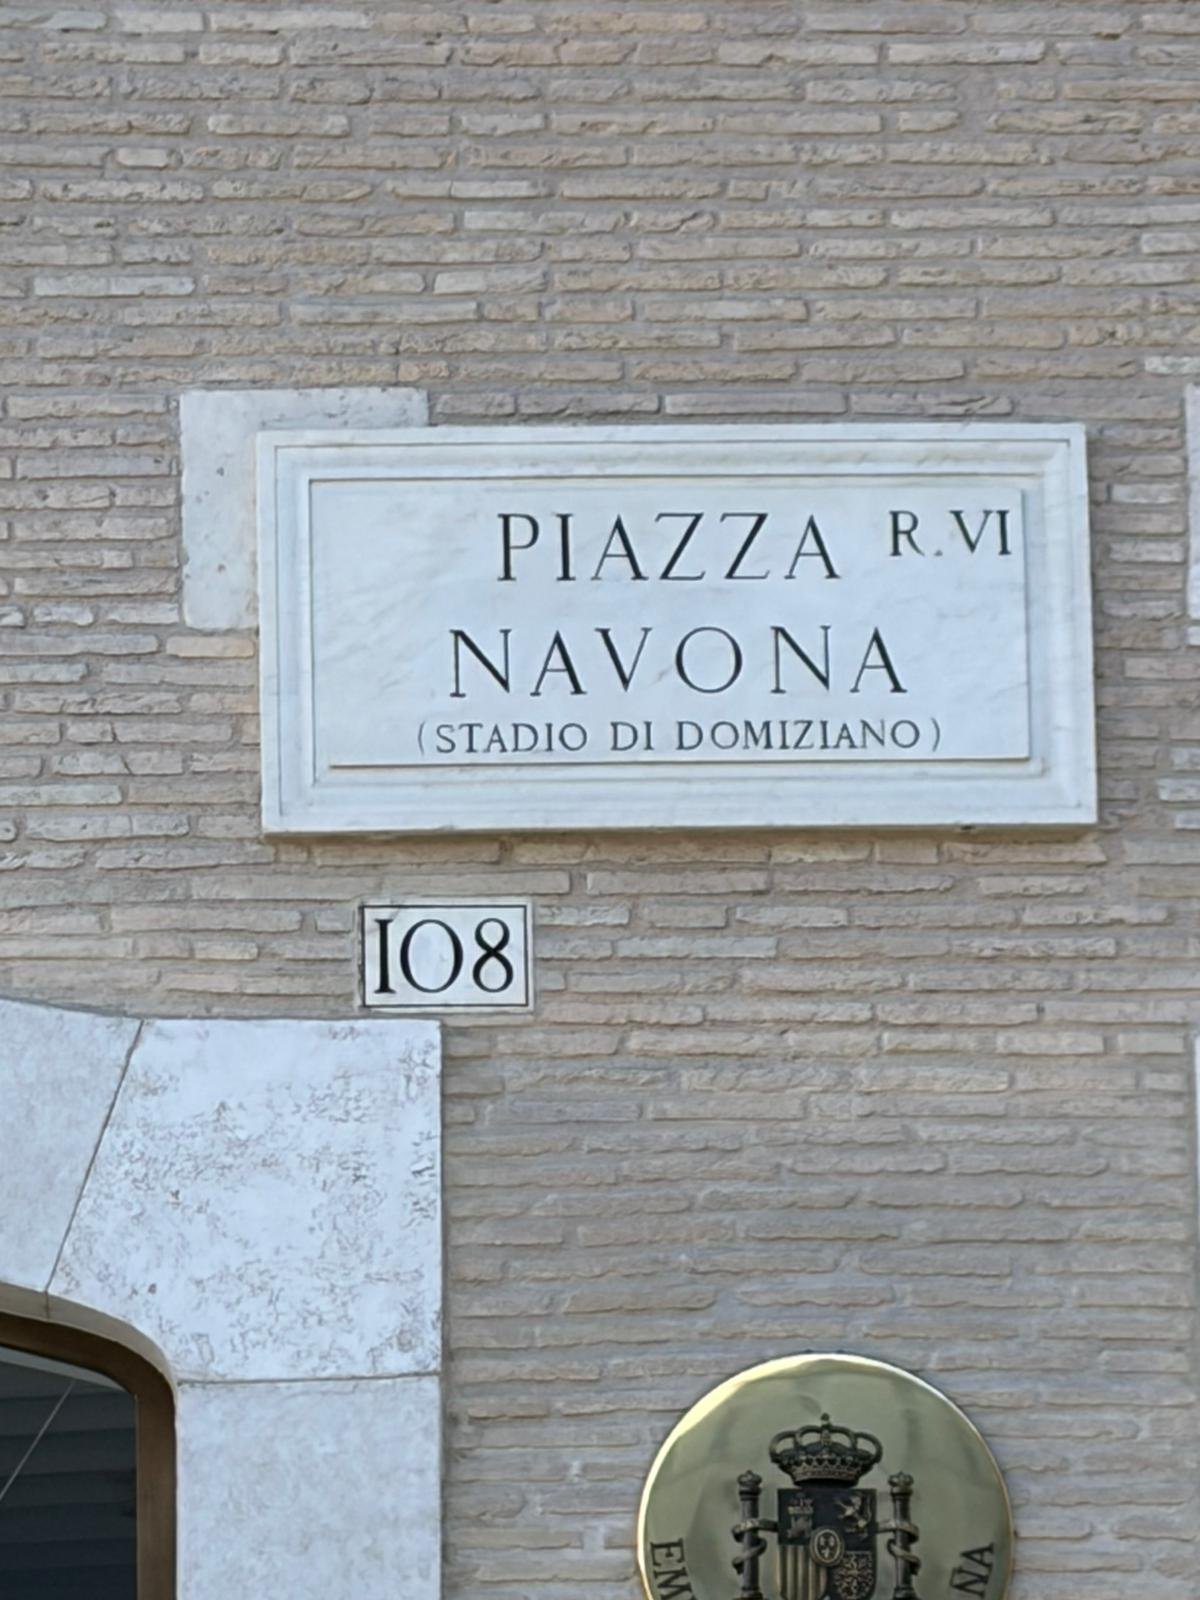 PIAZZA R.VI
NAVONA
(STADIO DI DOMIZIANO)
108